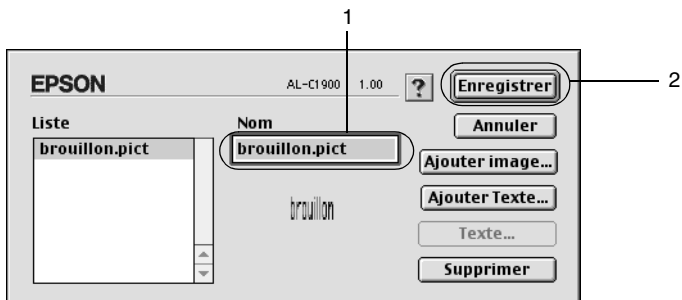 1
EPSON AL-C1900 1.00 ? Enregistrer 2
Liste Nom Annuler
brouillon.pict brouillon.pict
Ajouter image...
brouillon Ajouter Texte...
Texte...
Supprimer